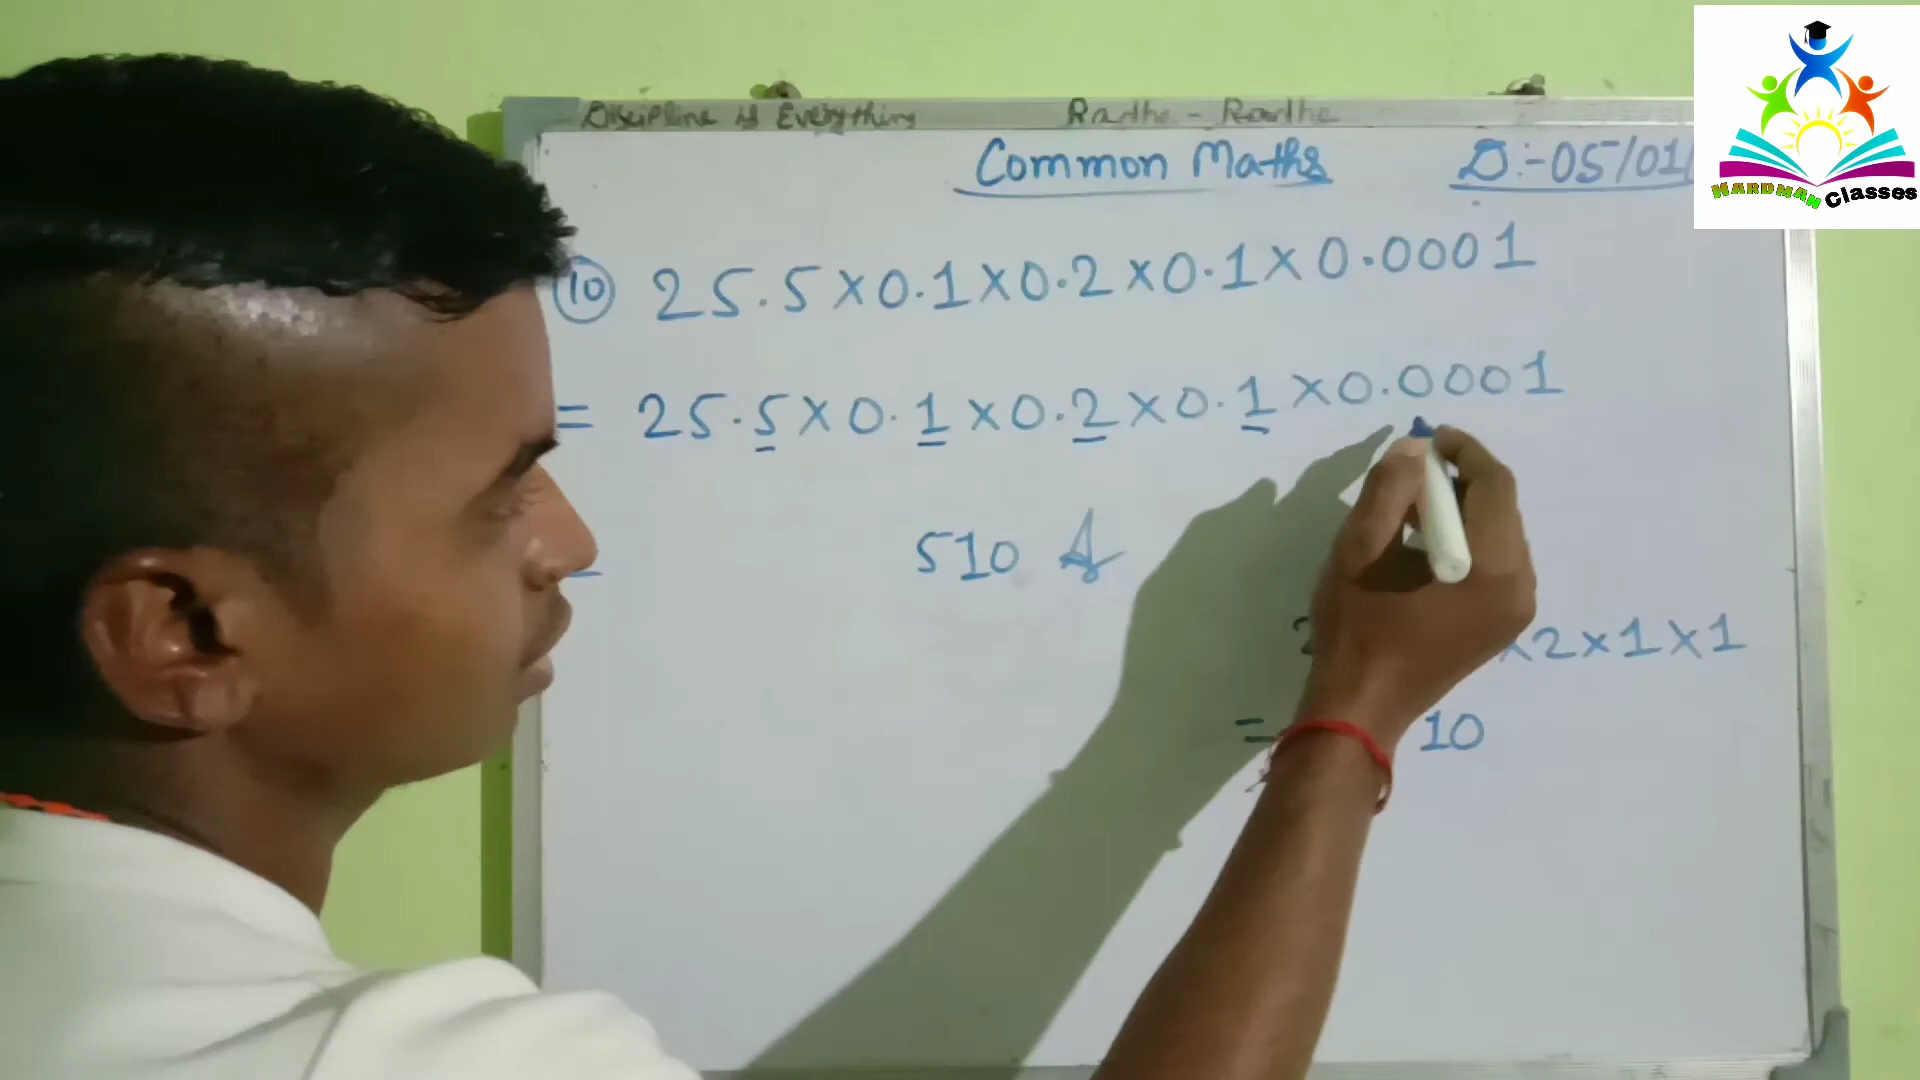 Discipline is Everything Radhe - Radhe
Common Maths D:-05/01/
HARDMAN Classes
10 25.5×0.1×0.2×0.1×0.0001
= 25.5×0.1×0.2×0.1×0.0001
510
×2×1×1
= 10